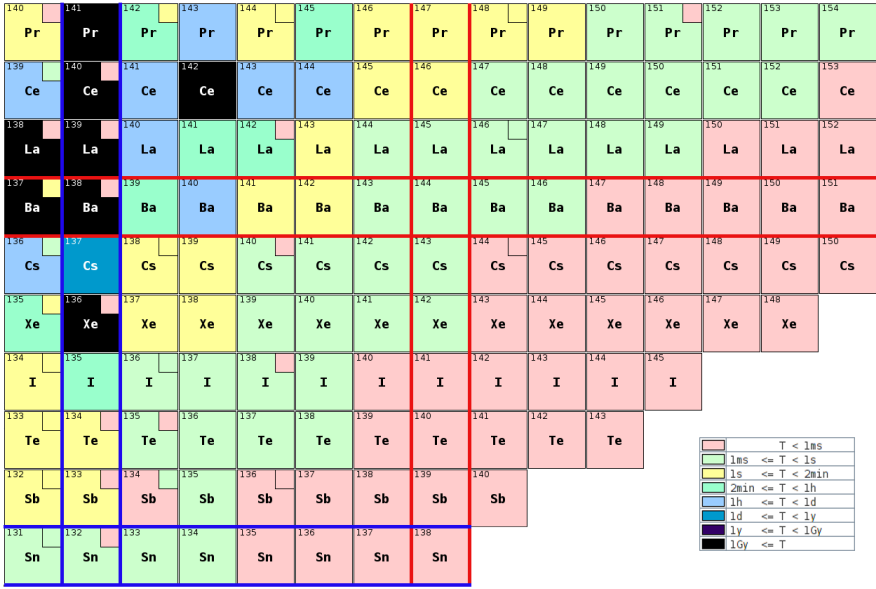 140 141 142 143 144 145 146 147 148 149 150 151 152 153 154
Pr Pr Pr Pr Pr Pr Pr Pr Pr Pr Pr Pr Pr Pr Pr
139 140 141 142 143 144 145 146 147 148 149 150 151 152 153
Ce Ce Ce Ce Ce Ce Ce Ce Ce Ce Ce Ce Ce Ce Ce
138 139 140 141 142 143 144 145 146 147 148 149 150 151 152
La La La La La La La La La La La La La La La
137 138 139 140 141 142 143 144 145 146 147 148 149 150 151
Ba Ba Ba Ba Ba Ba Ba Ba Ba Ba Ba Ba Ba Ba Ba
136 137 138 139 140 141 142 143 144 145 146 147 148 149 150
Cs Cs Cs Cs Cs Cs Cs Cs Cs Cs Cs Cs Cs Cs Cs
135 136 137 138 139 140 141 142 143 144 145 146 147 148
Xe Xe Xe Xe Xe Xe Xe Xe Xe Xe Xe Xe Xe Xe
134 135 136 137 138 139 140 141 142 143 144 145
I I I I I I I I I I I I
133 134 135 136 137 138 139 140 141 142 143
Te Te Te Te Te Te Te Te Te Te Te
132 133 134 135 136 137 138 139 140
Sb Sb Sb Sb Sb Sb Sb Sb Sb
131 132 133 134 135 136 137 138
Sn Sn Sn Sn Sn Sn Sn Sn
T < 1ms
1ms <= T < 1s
1s <= T < 2min
2min <= T < 1h
1h <= T < 1d
1d <= T < 1y
1y <= T < 1Gy
1Gy <= T